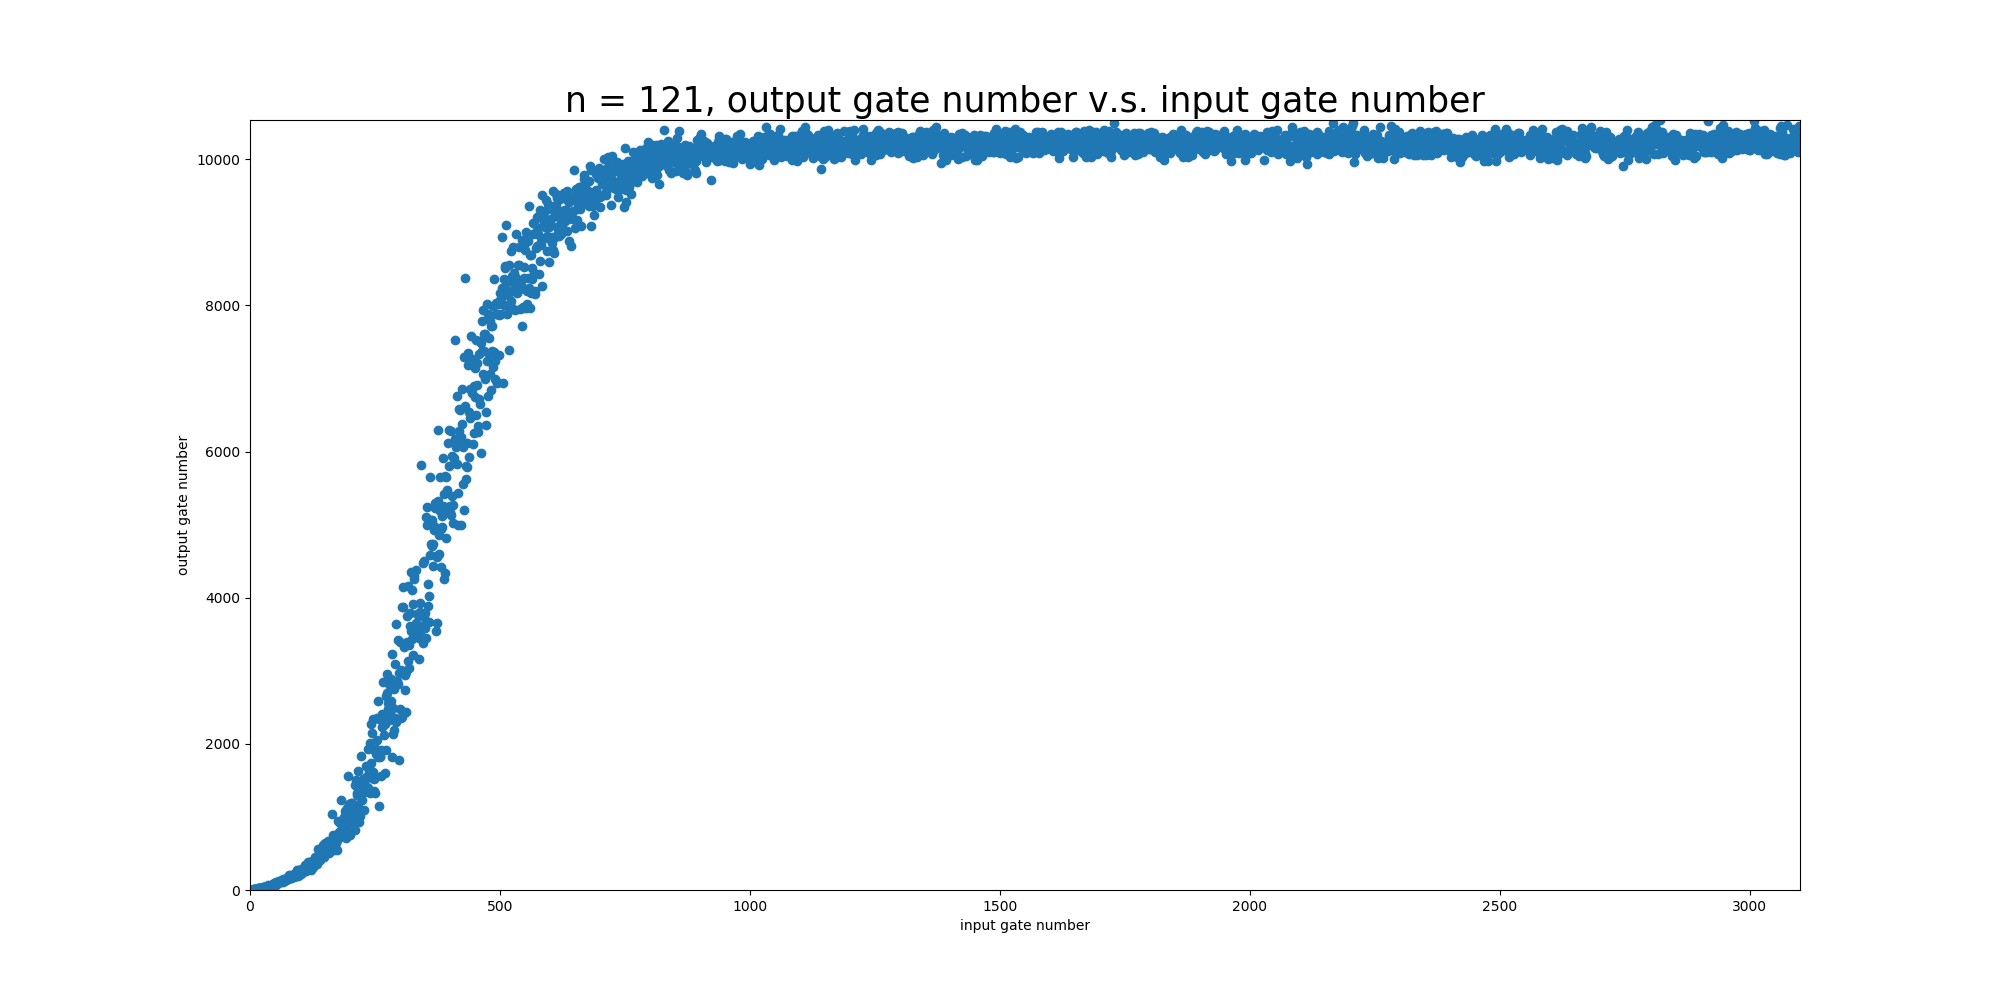 n = 121, output gate number v.s. input gate number
10000
8000
6000
4000
2000
0
output gate number
0 500 1000 1500 2000 2500 3000
input gate number